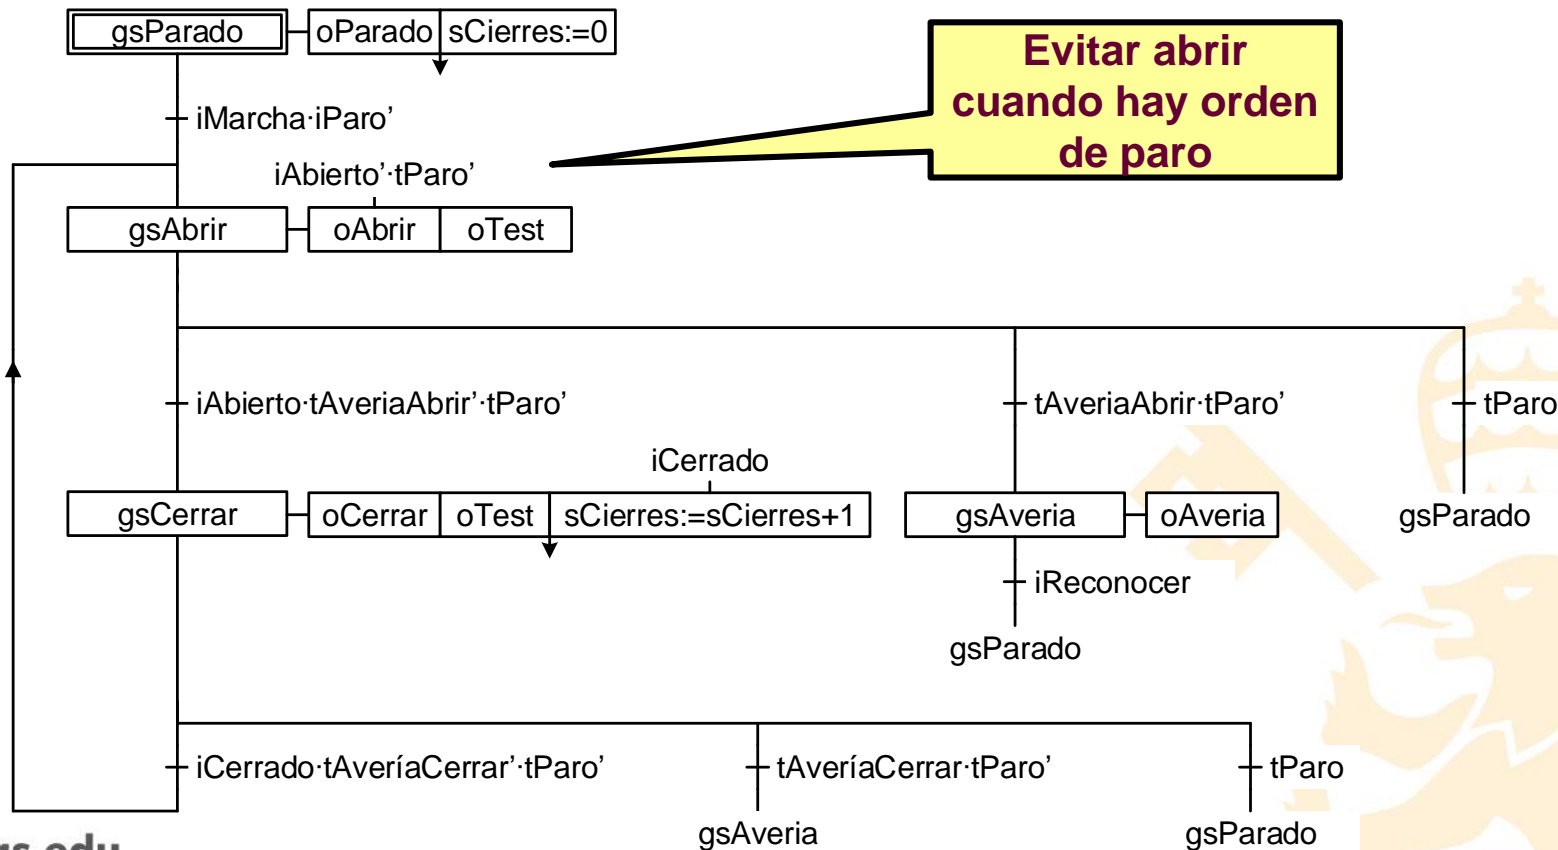 gsParado oParado sCierres:=0
Evitar abrir
cuando hay orden
de paro
iMarcha·iParo’
iAbierto’·tParo’
gsAbrir oAbrir oTest
iAbierto·tAveriaAbrir’·tParo’ tAveriaAbrir·tParo’ tParo
iCerrado
gsCerrar oCerrar oTest sCierres:=sCierres+1 gsAveria oAveria gsParado
iReconocer
gsParado
iCerrado·tAveríaCerrar’·tParo’ tAveríaCerrar·tParo’ tParo
gsAveria gsParado